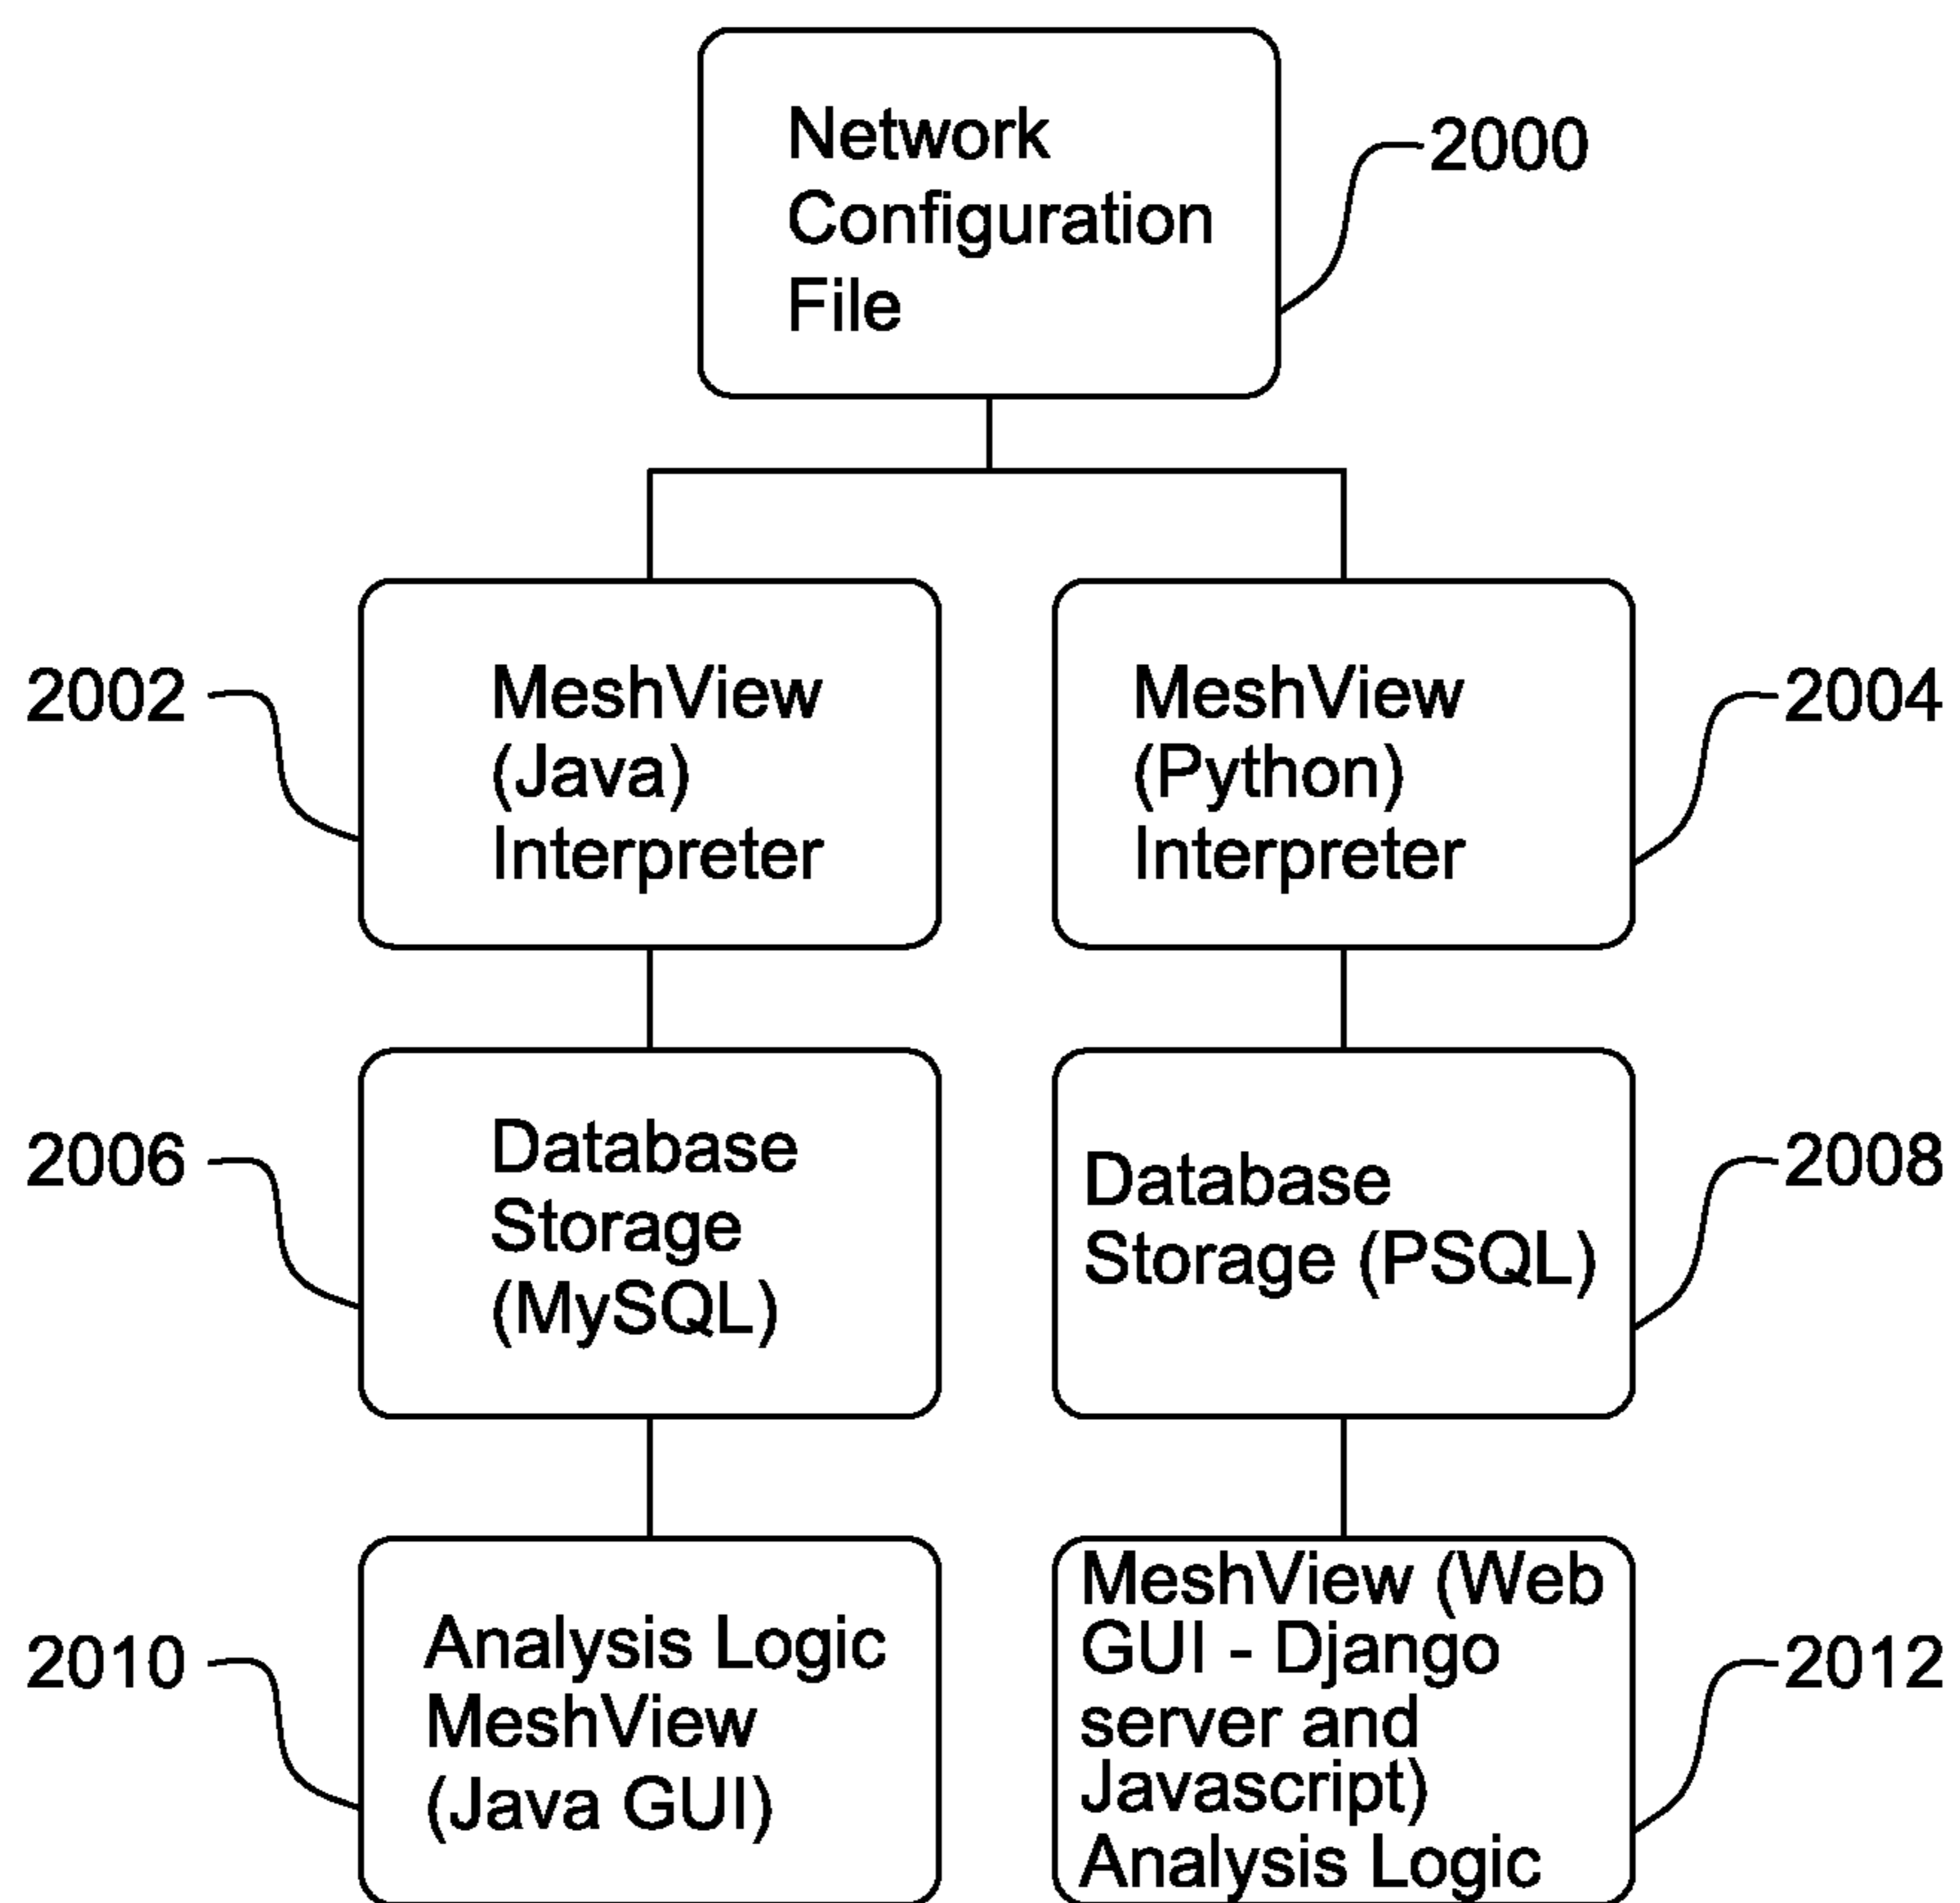 Network
Configuration
File
2000
2002
MeshView
(Java)
Interpreter
MeshView
(Python)
Interpreter
2004
2006
Database
Storage
(MySQL)
Database
Storage (PSQL)
2008
2010
Analysis Logic
MeshView
(Java GUI)
MeshView (Web
GUI - Django
server and
Javascript)
Analysis Logic
2012